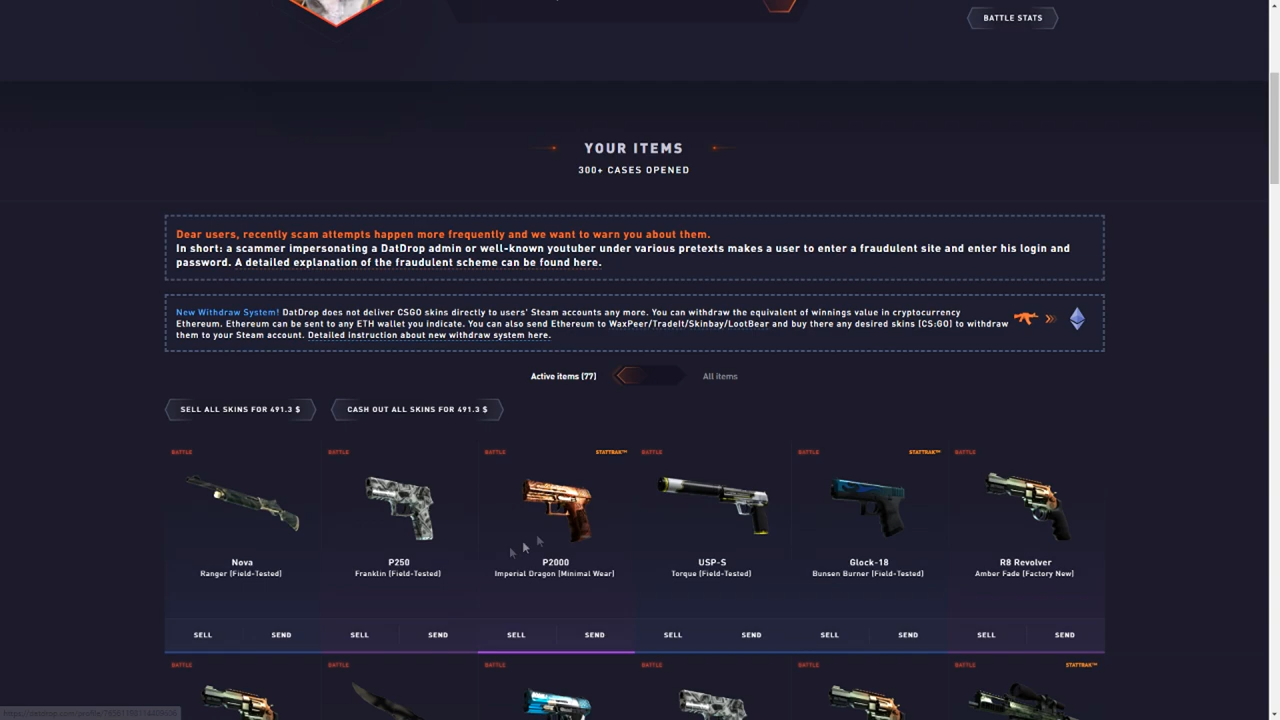 BATTLE STATS
YOUR ITEMS
300+ CASES OPENED
Dear users, recently scam attempts happen more frequently and we want to warn you about them.
In short: a scammer impersonating a DatDrop admin or well-known youtuber under various pretexts makes a user to enter a fraudulent site and enter his login and
password. A detailed explanation of the fraudulent scheme can be found here.
New Withdraw System! DatDrop does not deliver CSGO skins directly to users' Steam accounts any more. You can withdraw the equivalent of winnings value in cryptocurrency
Ethereum. Ethereum can be sent to any ETH wallet you indicate. You can also send Ethereum to WaxPeer/TradeIt/Skinbay/LootBear and buy there any desired skins (CS:GO) to withdraw
them to your Steam account. Detailed instruction about new withdraw system here.
Active items (77) All items
SELL ALL SKINS FOR 491.3 $ CASH OUT ALL SKINS FOR 491.3 $
BATTLE BATTLE BATTLE STATTRAK™ BATTLE BATTLE STATTRAK™ BATTLE
Nova P250 P2000 USP-S Glock-18 R8 Revolver
Ranger (Field-Tested) Franklin (Field-Tested) Imperial Dragon (Minimal Wear) Torque (Field-Tested) Bunsen Burner (Field-Tested) Amber Fade (Factory New)
SELL SEND SELL SEND SELL SEND SELL SEND SELL SEND SELL SEND
BATTLE BATTLE BATTLE BATTLE BATTLE BATTLE STATTRAK™